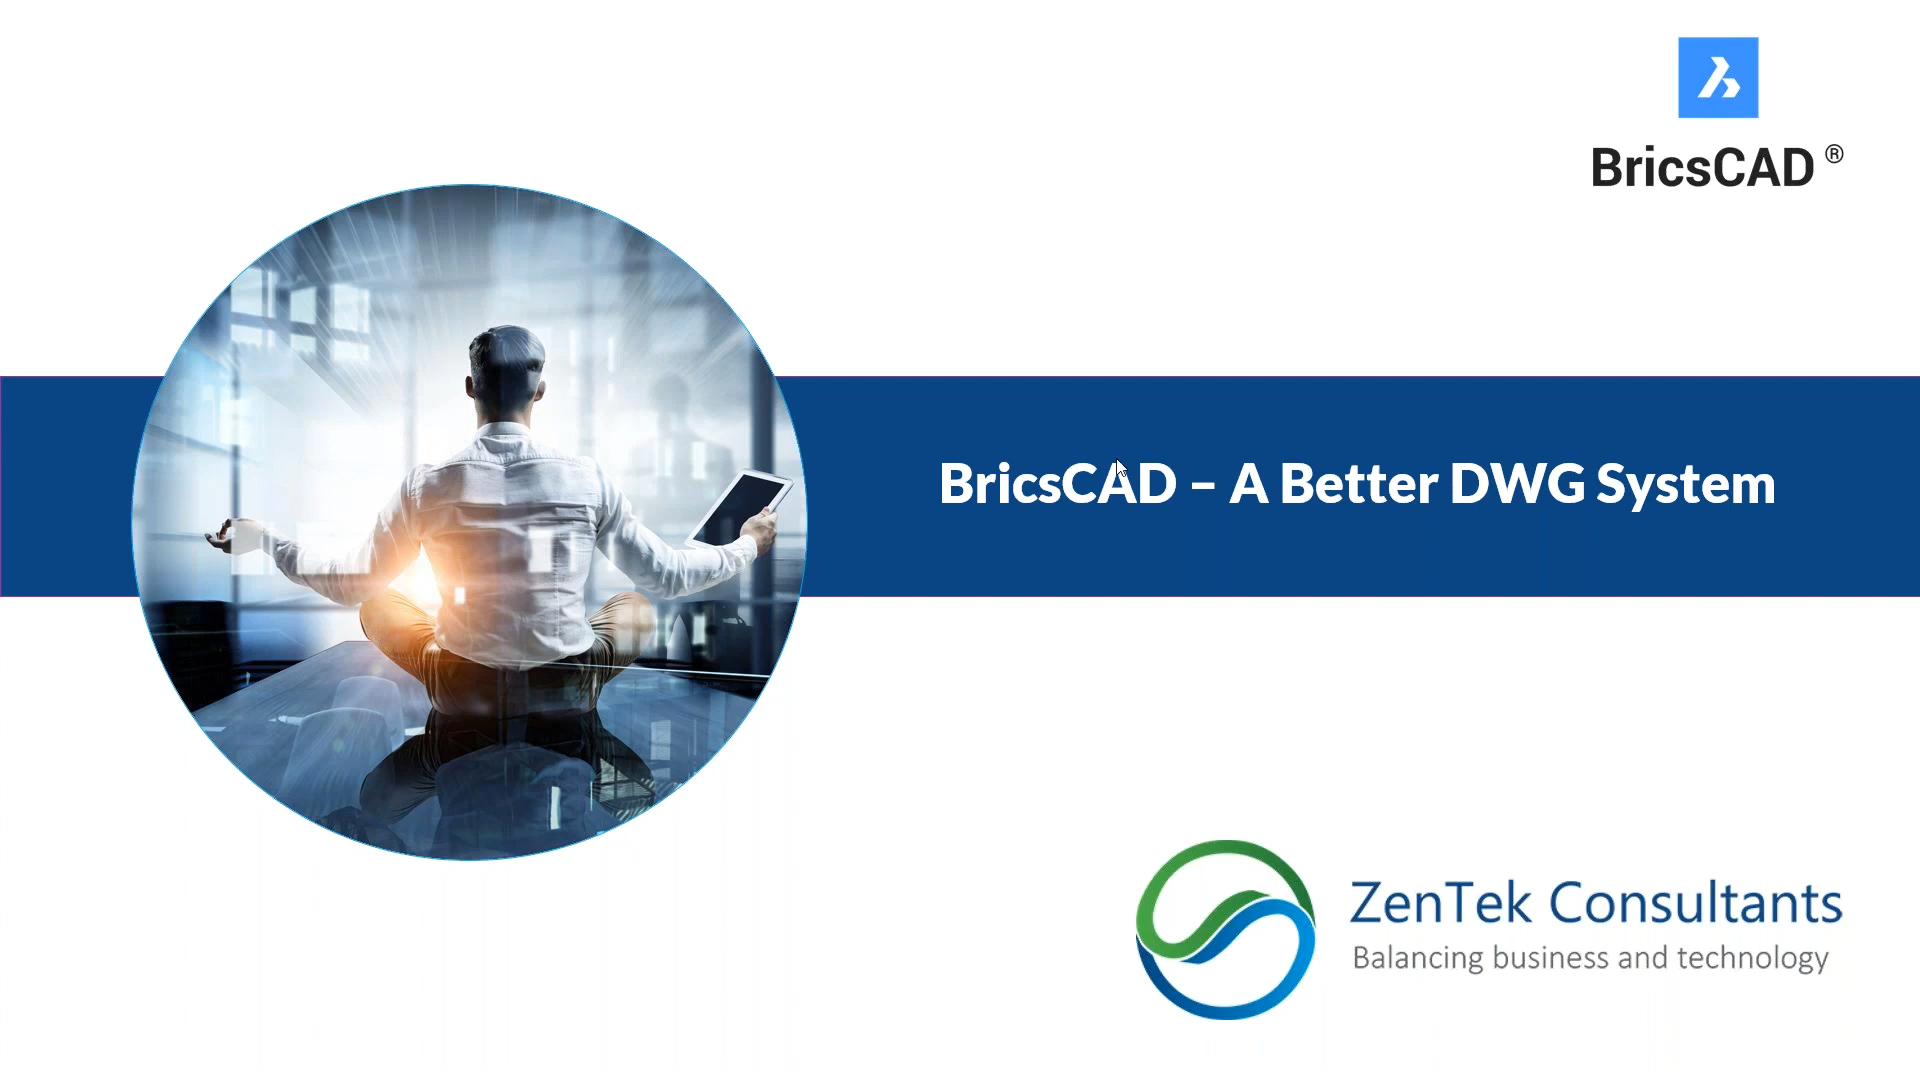 BricsCAD ®
BricsCAD – A Better DWG System
ZenTek Consultants
Balancing business and technology